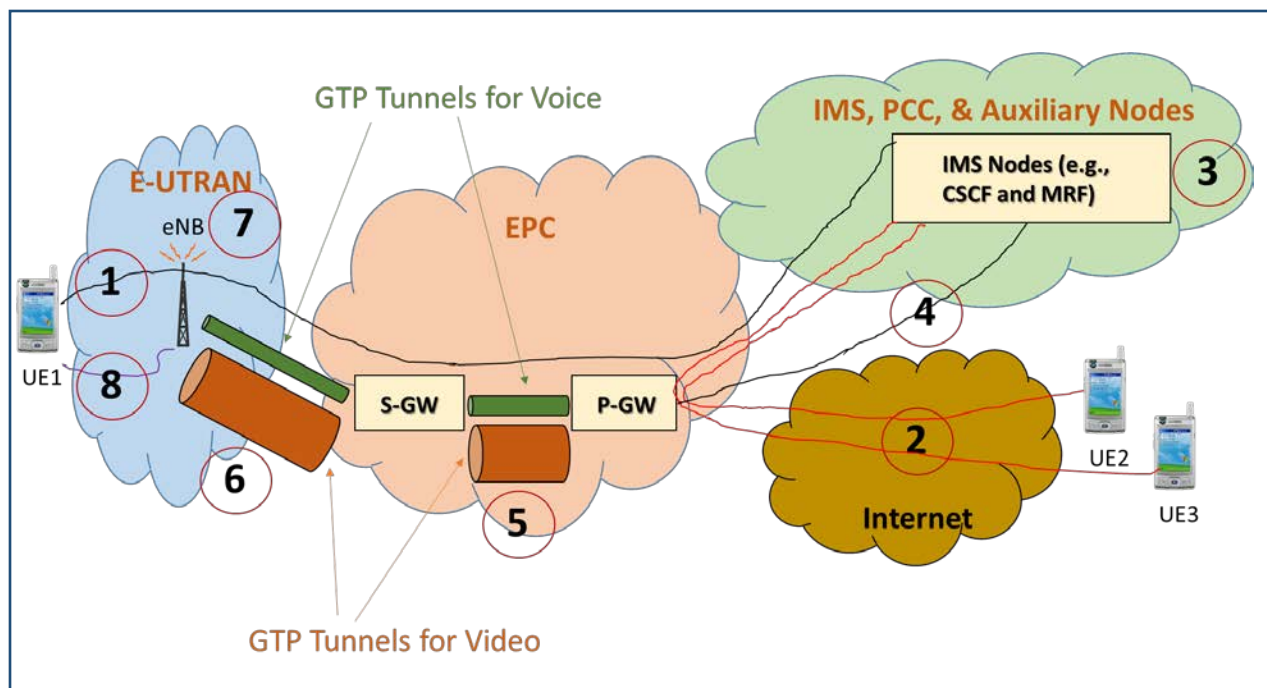 GTP Tunnels for Voice
IMS, PCC, & Auxiliary Nodes
IMS Nodes (e.g.,
CSCF and MRF)
3
E-UTRAN
eNB
7
EPC
1
4
UE1
8
S-GW
P-GW
2
UE2
UE3
6
5
Internet
GTP Tunnels for Video